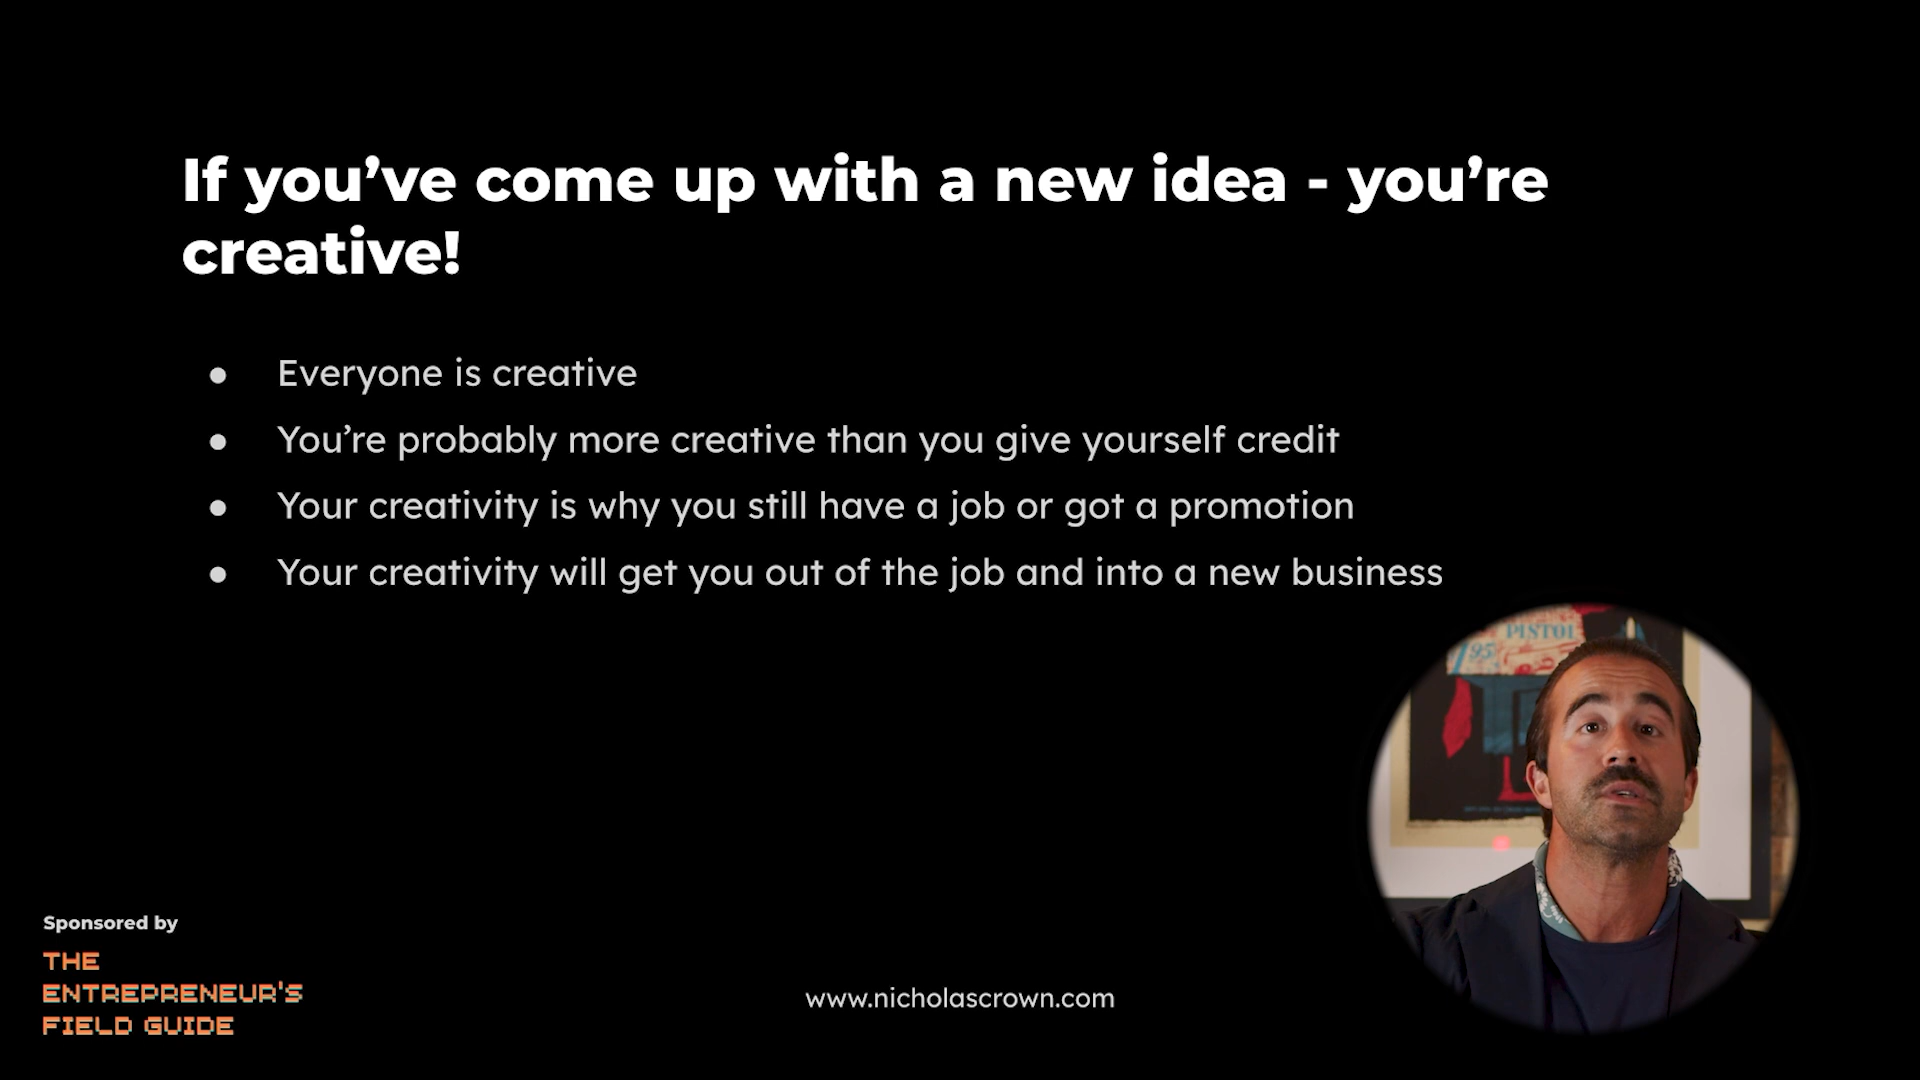 If you’ve come up with a new idea - you’re
creative!
● Everyone is creative
● You’re probably more creative than you give yourself credit
● Your creativity is why you still have a job or got a promotion
● Your creativity will get you out of the job and into a new business
PISTOL
95
Sponsored by
THE
ENTREPRENEUR'S
FIELD GUIDE
www.nicholascrown.com